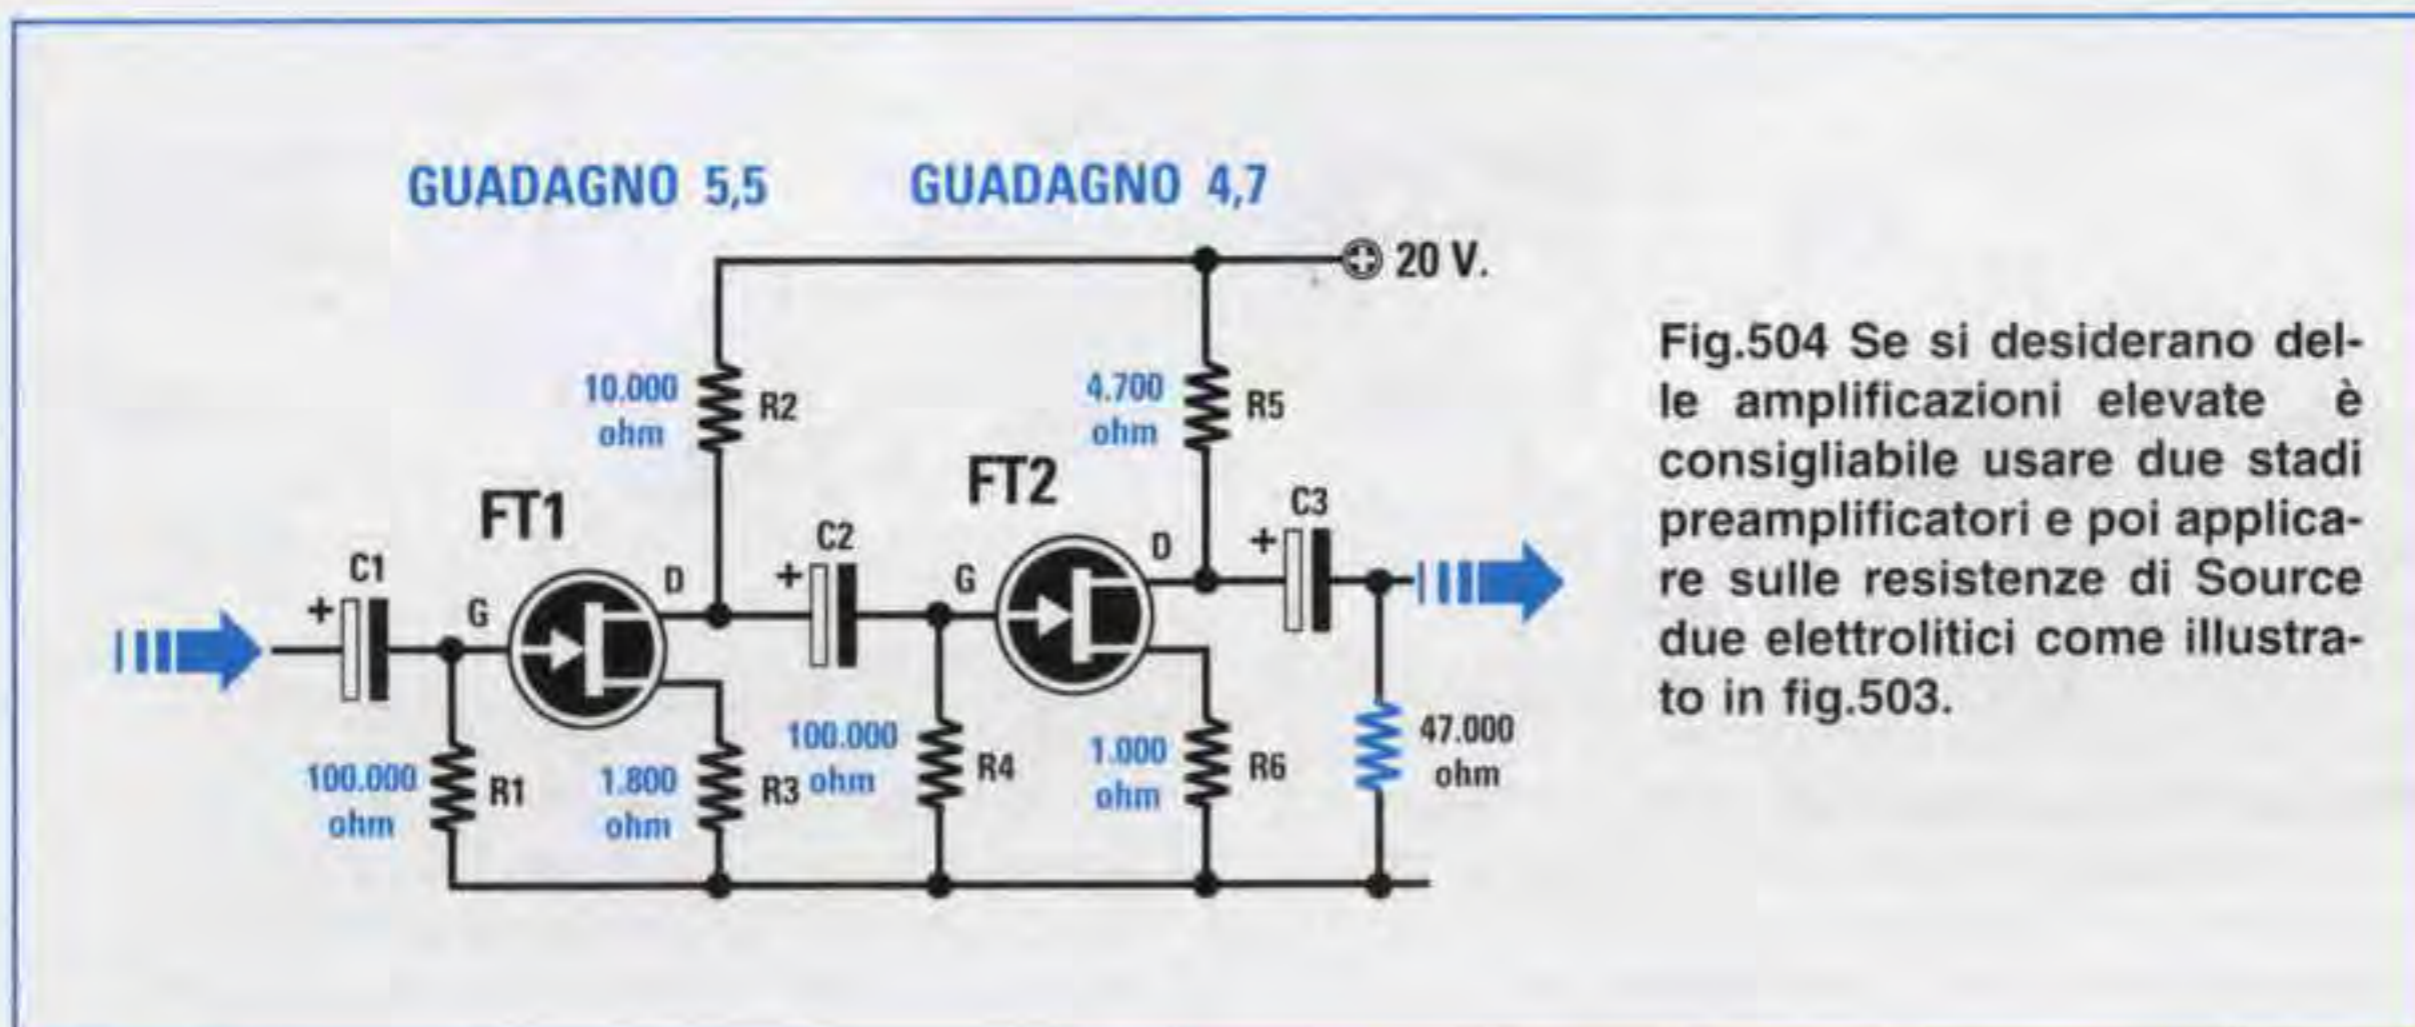 GUADAGNO 5,5
GUADAGNO 4,7
20 V.
10.000
ohm
R2
4.700
ohm
R5
FT1
FT2
C1
+
G
D
C2
+
G
D
C3
+
100.000
ohm
R1
1.800
ohm
R3
100.000
ohm
R4
1.000
ohm
R6
47.000
ohm
Fig.504 Se si desiderano del-
le amplificazioni elevate è
consigliabile usare due stadi
preamplificatori e poi applica-
re sulle resistenze di Source
due elettrolitici come illustra-
to in fig.503.